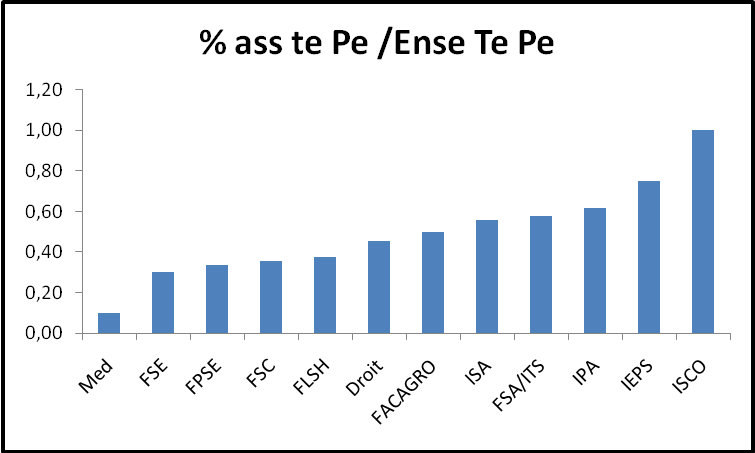 % ass te Pe /Ense Te Pe
1,20
1,00
0,80
0,60
0,40
0,20
0,00
Med
FSE
FPSE
FSC
FLSH
Droit
FACAGRO
ISA
FSA/ITS
IPA
IEPS
ISCO